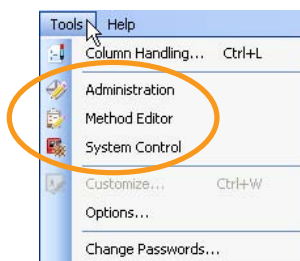 Tools Help
Column Handling... Ctrl+L
Administration
Method Editor
System Control
Customize... Ctrl+W
Options...
Change Passwords...